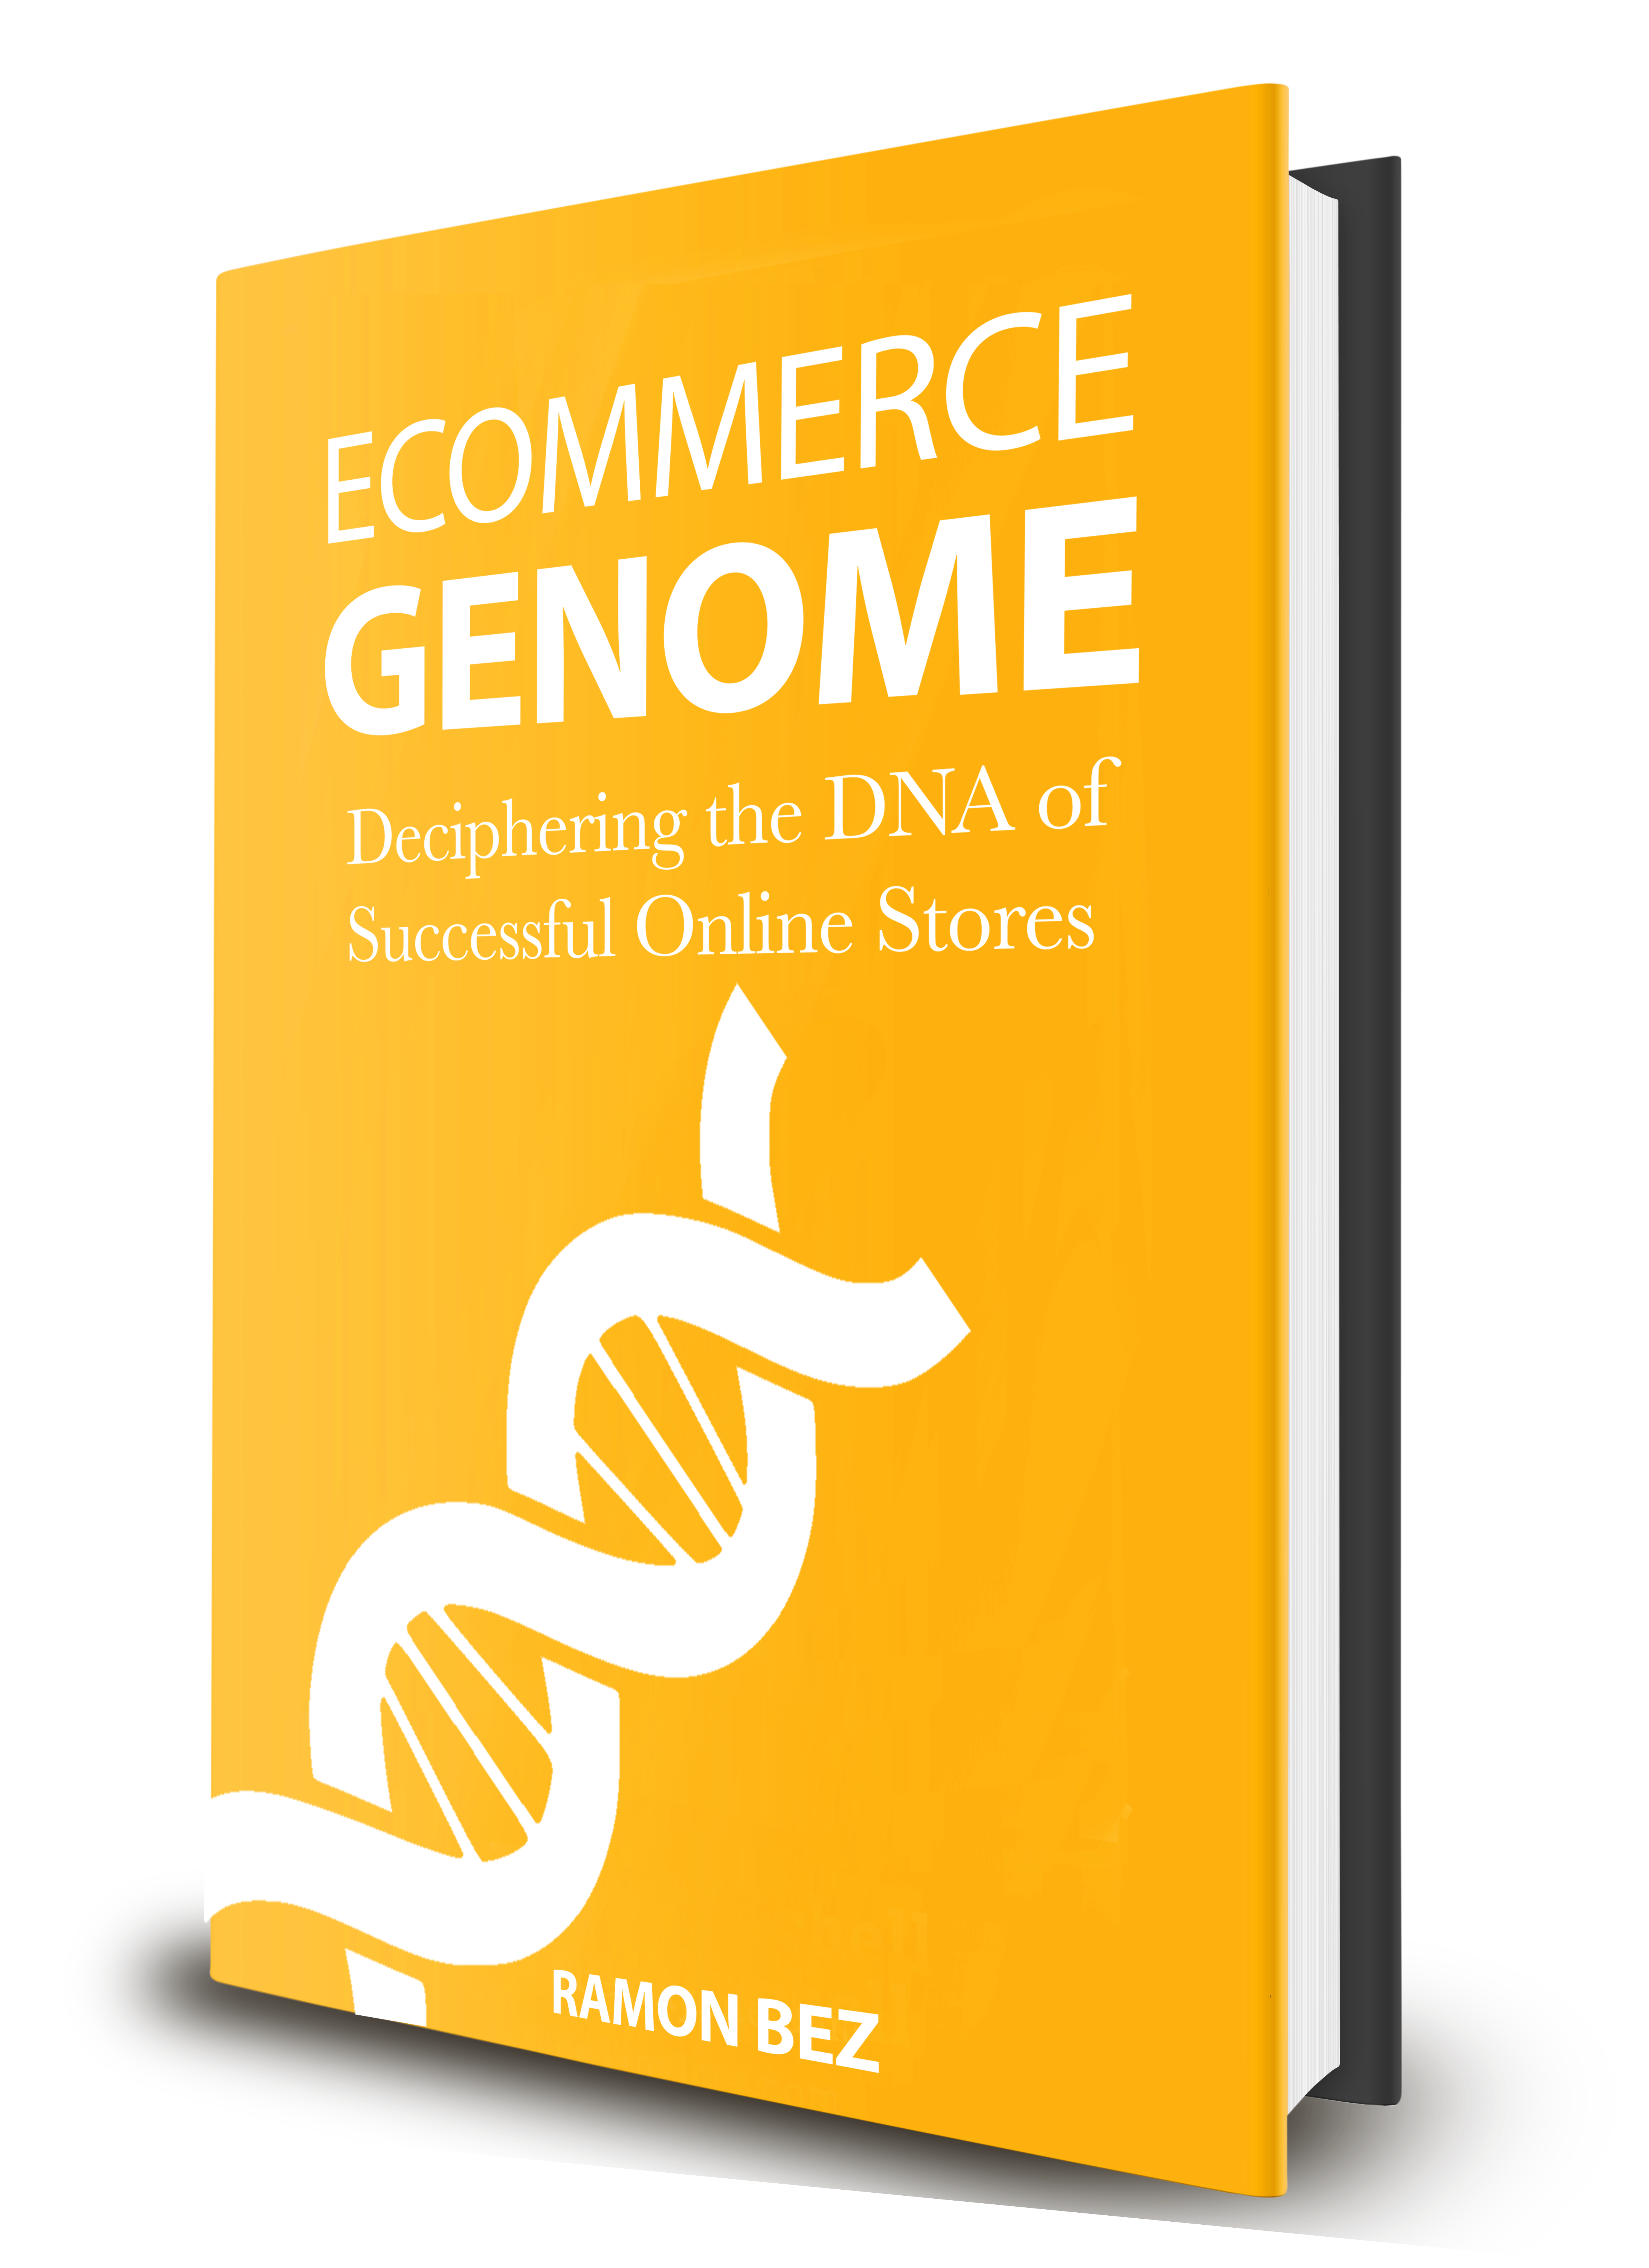 ECOMMERCE
GENOME
Deciphering the DNA of
Successful Online Stores
RAMON BEZ